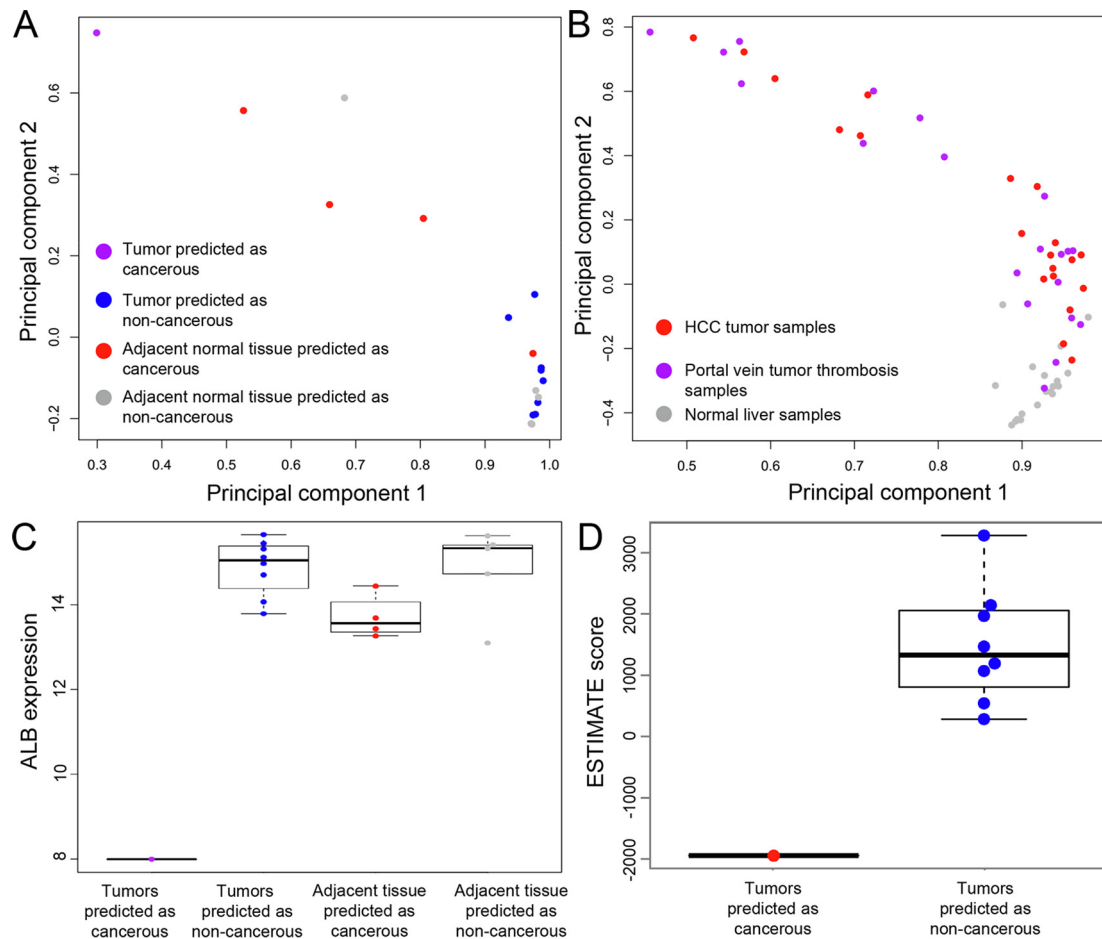 A
Principal component 2
0.6
0.4
0.2
0.0
−0.2
Tumor predicted as
cancerous
Tumor predicted as
non-cancerous
Adjacent normal tissue predicted as
cancerous
Adjacent normal tissue predicted as
non-cancerous
0.3 0.4 0.5 0.6 0.7 0.8 0.9 1.0
Principal component 1
B
Principal component 2
0.8
0.6
0.4
0.2
0.0
−0.2
−0.4
HCC tumor samples
Portal vein tumor thrombosis
samples
Normal liver samples
0.5 0.6 0.7 0.8 0.9
Principal component 1
C
ALB expression
14
12
10
8
Tumors
predicted as
cancerous
Tumors
predicted as
non-cancerous
Adjacent tissue
predicted as
cancerous
Adjacent tissue
predicted as
non-cancerous
D
ESTIMATE score
3000
2000
1000
0
-1000
-2000
Tumors
predicted as
cancerous
Tumors
predicted as
non-cancerous